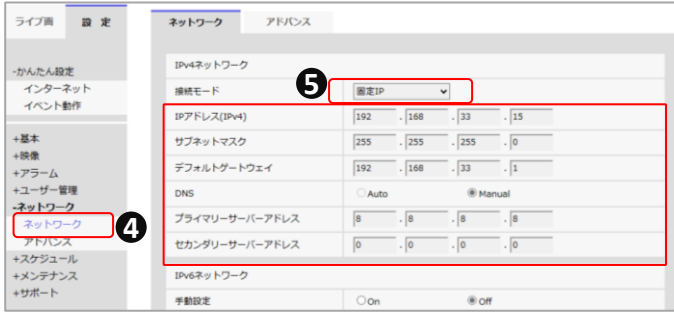 ライブ画 設 定
ネットワーク アドバンス
-かんたん設定
インターネット
イベント動作
+基本
+映像
+アラーム
+ユーザー管理
-ネットワーク
ネットワーク ❹
アドバンス
+スケジュール
+メンテナンス
+サポート
IPv4ネットワーク
接続モード ❺ 固定IP
IPアドレス(IPv4) 192 . 168 . 33 . 15
サブネットマスク 255 . 255 . 255 . 0
デフォルトゲートウェイ 192 . 168 . 33 . 1
DNS Auto Manual
プライマリーサーバーアドレス 8 . 8 . 8 . 8
セカンダリーサーバーアドレス 0 . 0 . 0 . 0
IPv6ネットワーク
手動設定 On Off